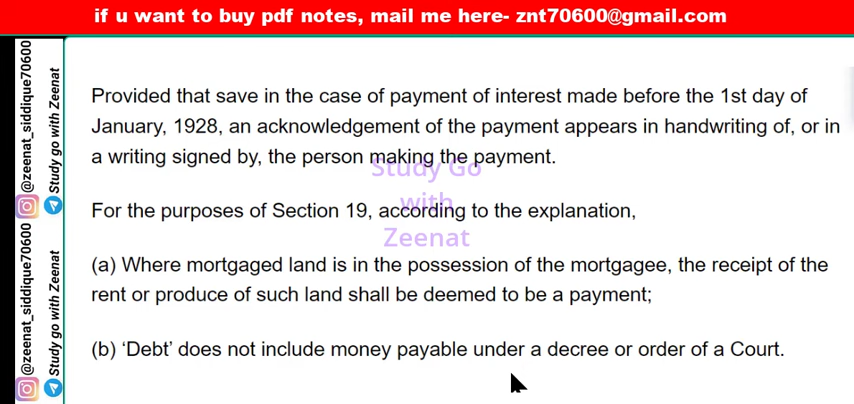 if u want to buy pdf notes, mail me here- znt70600@gmail.com
Provided that save in the case of payment of interest made before the 1st day of
January, 1928, an acknowledgement of the payment appears in handwriting of, or in
a writing signed by, the person making the payment.
Study Go
with
Zeenat
For the purposes of Section 19, according to the explanation,
(a) Where mortgaged land is in the possession of the mortgagee, the receipt of the
rent or produce of such land shall be deemed to be a payment;
(b) ‘Debt’ does not include money payable under a decree or order of a Court.
@zeenat_siddique70600
Study go with Zeenat
@zeenat_siddique70600
Study go with Zeenat